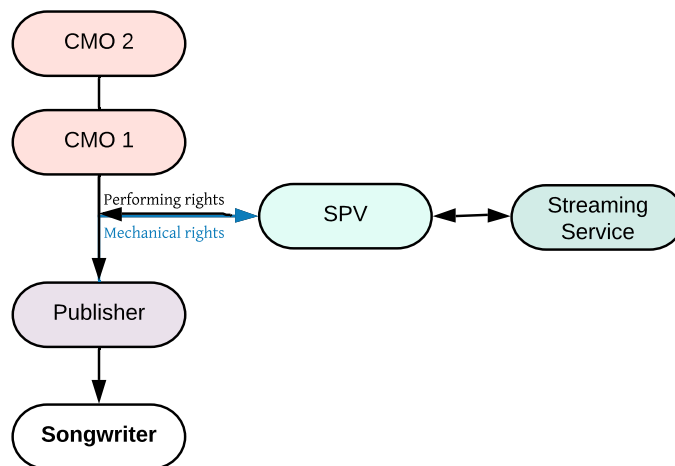 CMO 2
CMO 1
Performing rights
Mechanical rights
SPV
Streaming
Service
Publisher
Songwriter